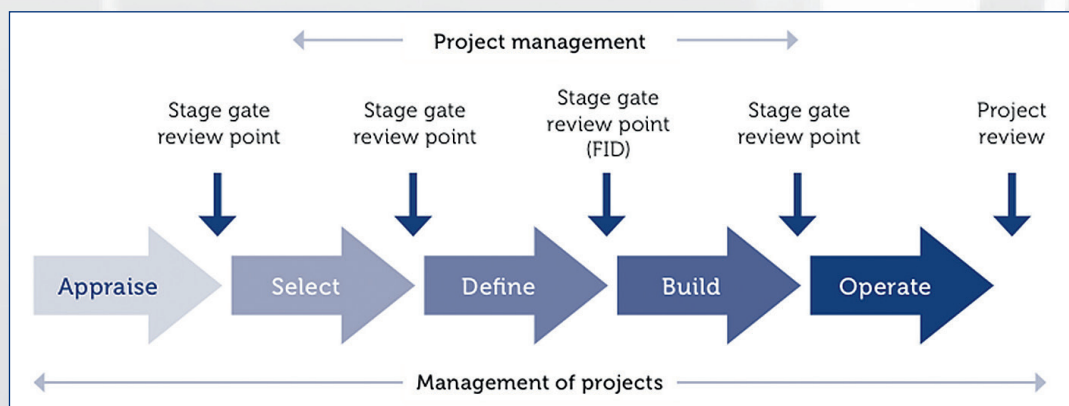 Project management
Stage gate
review point
Stage gate
review point
Stage gate
review point
(FID)
Stage gate
review point
Project
review
Appraise
Select
Define
Build
Operate
Management of projects